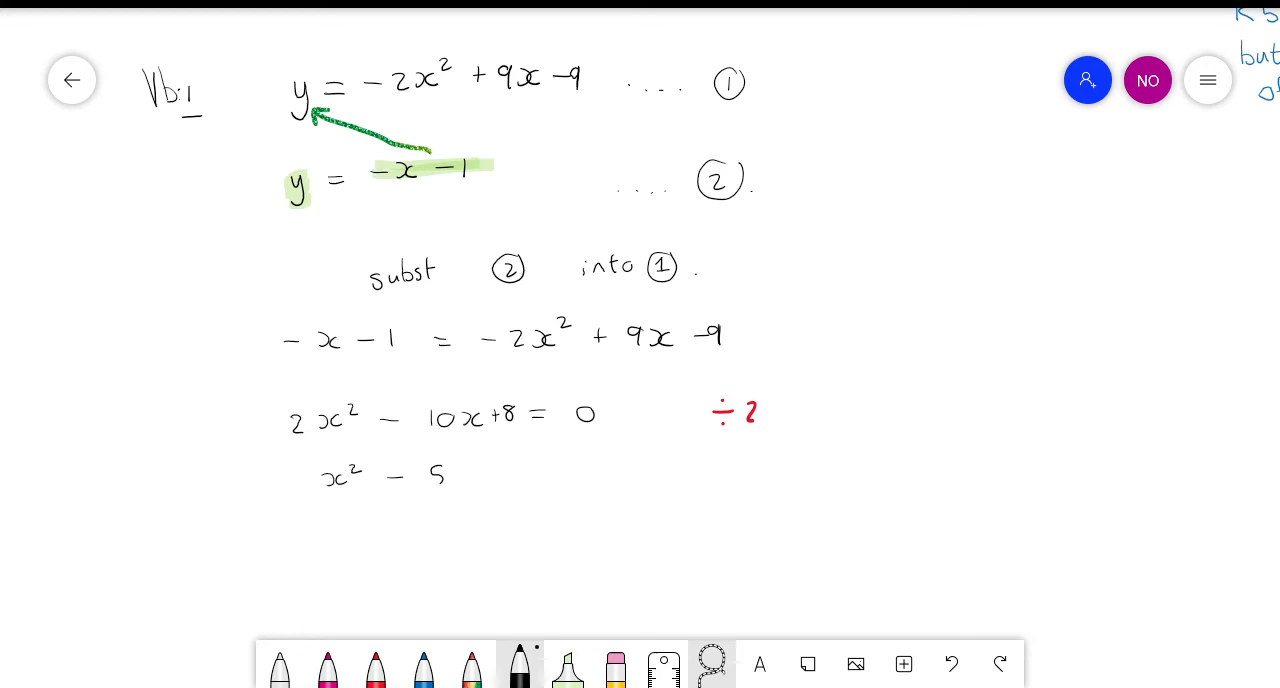 Vb:1 y = -2x² + 9x -9 .... ①
y = -x -1 .... ②.
subst ② into ①.
- x - 1 = - 2x² + 9x -9
2x² - 10x +8 = 0 ÷ 2
x² - 5
but
NO
A